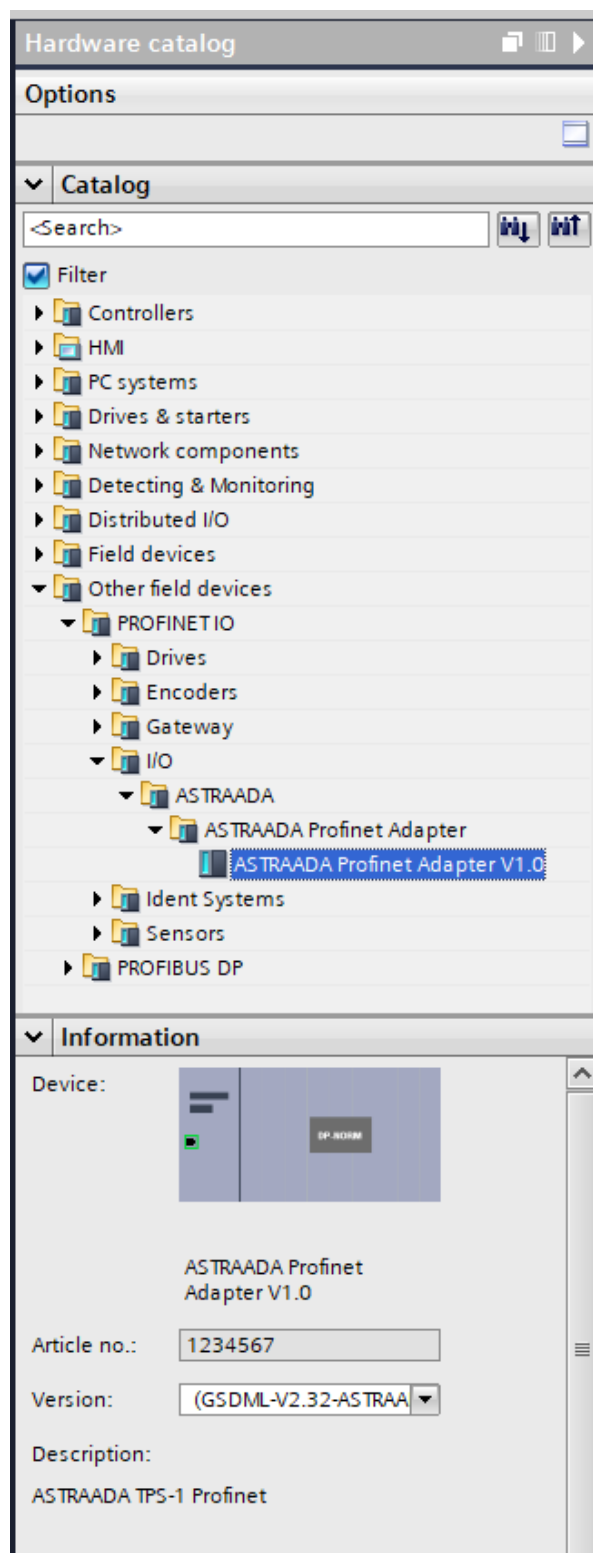 Hardware catalog
Options
Catalog
<Search>
Filter
Controllers
HMI
PC systems
Drives & starters
Network components
Detecting & Monitoring
Distributed I/O
Field devices
Other field devices
PROFINET IO
Drives
Encoders
Gateway
I/O
ASTRAADA
ASTRAADA Profinet Adapter
ASTRAADA Profinet Adapter V1.0
Ident Systems
Sensors
PROFIBUS DP
Information
Device:
DP-NORM
ASTRAADA Profinet
Adapter V1.0
Article no.: 1234567
Version: (GSDML-V2.32-ASTRAA
Description:
ASTRAADA TPS-1 Profinet